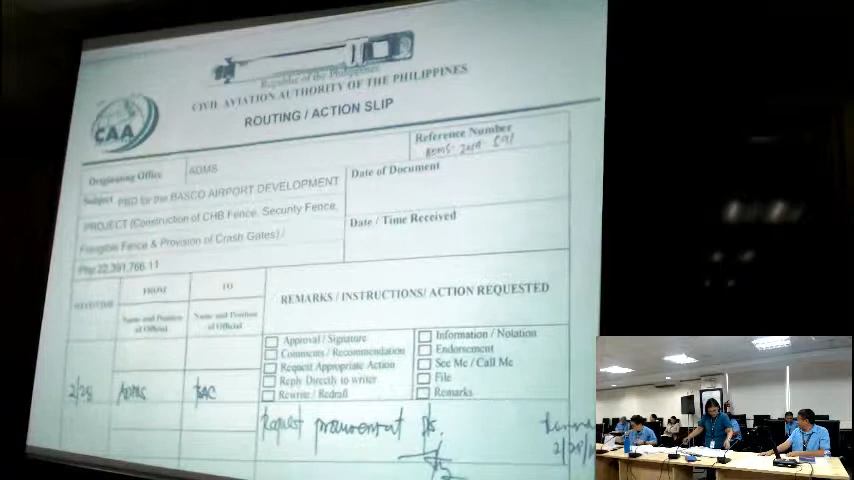 Republic of the Philippines
CIVIL AVIATION AUTHORITY OF THE PHILIPPINES
ROUTING / ACTION SLIP
CAA
Reference Number
Originating Office
ADMS
Subject
PBD for the BASCO AIRPORT DEVELOPMENT
PROJECT (Construction of CHB Fence, Security Fence,
Frangible Fence & Provision of Crash Gates) /
Php 22,391,766.11
Date of Document
Date / Time Received
FROM
TO
REMARKS / INSTRUCTIONS/ ACTION REQUESTED
Name and Position
of Official
Name and Position
of Official
Approval / Signature
Comments / Recommendation
Request Appropriate Action
Reply Directly to writer
Rewrite / Redraft
Information / Notation
Endorsement
See Me / Call Me
File
Remarks
2/28 ADMS BAC
Request procurement